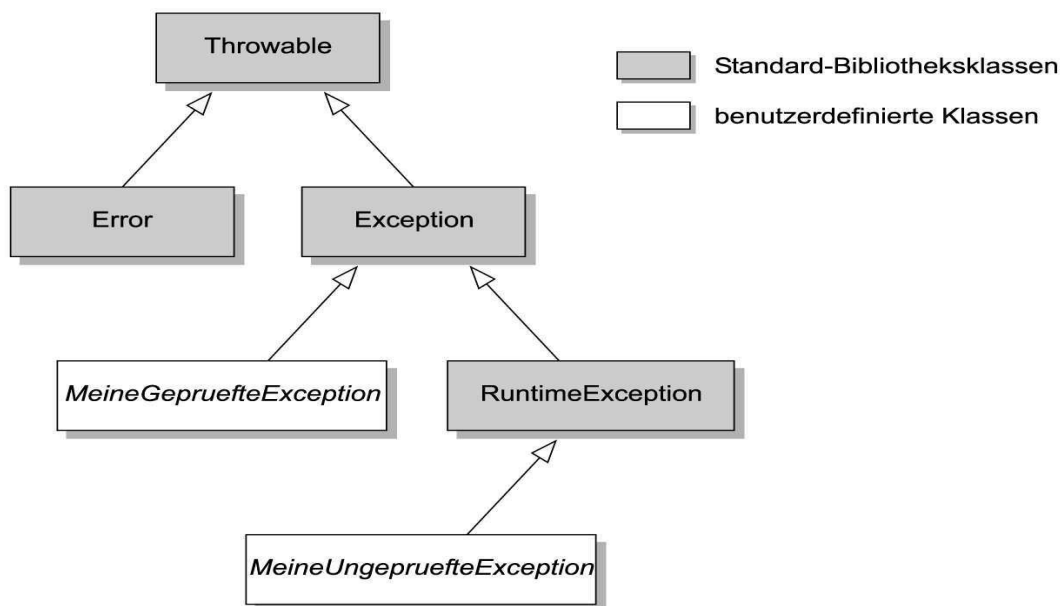 Throwable
Standard-Bibliotheksklassen
benutzerdefinierte Klassen
Error
Exception
MeineGepruefteException
RuntimeException
MeineUngepruefteException